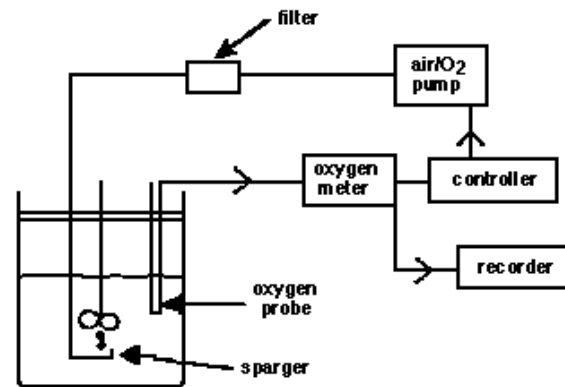 filter
air/O2
pump
oxygen
meter
controller
recorder
oxygen
probe
sparger